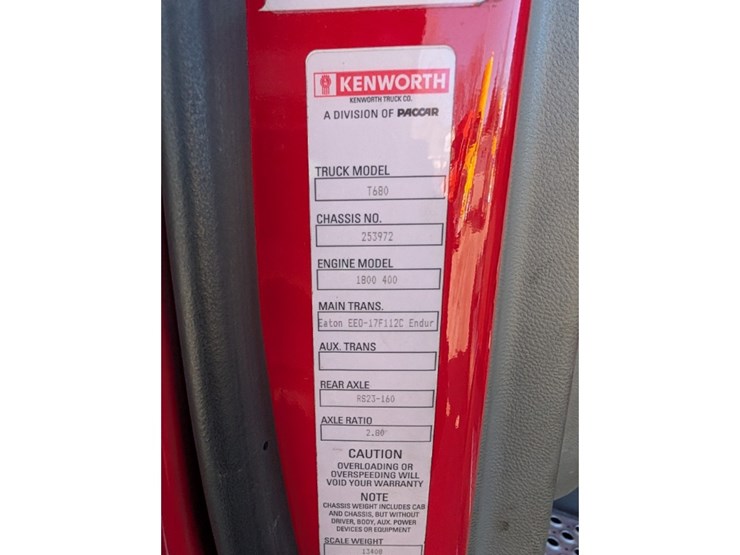 KENWORTH
KENWORTH TRUCK CO.
A DIVISION OF PACCAR
TRUCK MODEL
T680
CHASSIS NO.
253972
ENGINE MODEL
1800 400
MAIN TRANS.
Eaton EEO-17F112C Endur
AUX. TRANS
REAR AXLE
RS23-160
AXLE RATIO
2.80
CAUTION
OVERLOADING OR
OVERSPEEDING WILL
VOID YOUR WARRANTY
NOTE
CHASSIS WEIGHT INCLUDES CAB
AND CHASSIS, BUT WITHOUT
DRIVER, BODY, AUX. POWER
DEVICES OR EQUIPMENT
SCALE WEIGHT
13408